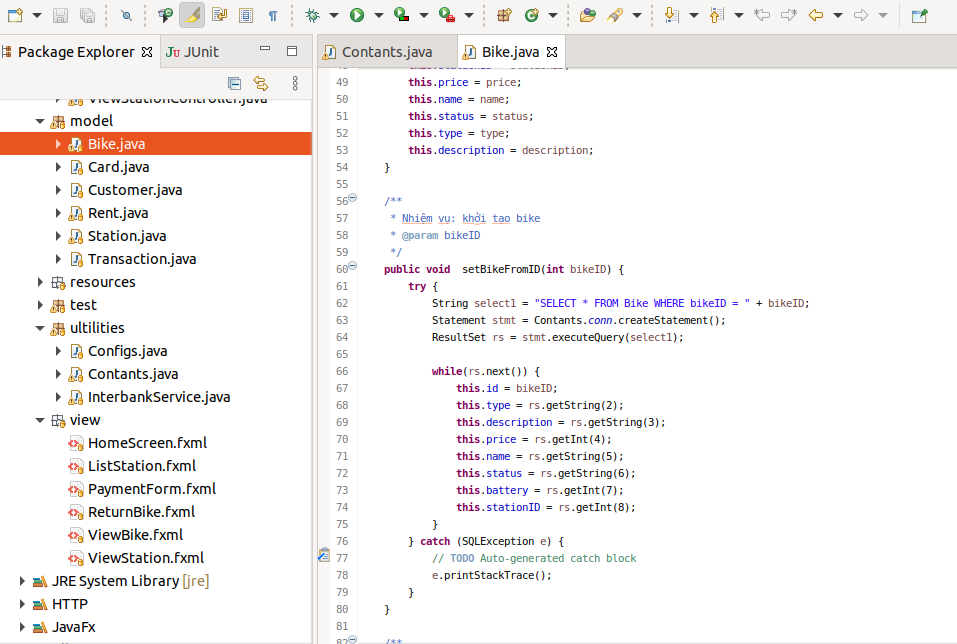 Package Explorer
JUnit
ViewStationController.java
model
Bike.java
Card.java
Customer.java
Rent.java
Station.java
Transaction.java
resources
test
ultilities
Configs.java
Contants.java
InterbankService.java
view
HomeScreen.fxml
ListStation.fxml
PaymentForm.fxml
ReturnBike.fxml
ViewBike.fxml
ViewStation.fxml
JRE System Library [jre]
HTTP
JavaFx
Contants.java
Bike.java
49 this.price = price;
50 this.name = name;
51 this.status = status;
52 this.type = type;
53 this.description = description;
54 }
55
56 /**
57 * Nhiệm vụ: khởi tạo bike
58 * @param bikeID
59 */
60 public void  setBikeFromID(int bikeID) {
61 try {
62 String select1 = "SELECT * FROM Bike WHERE bikeID = " + bikeID;
63 Statement stmt = Contants.conn.createStatement();
64 ResultSet rs = stmt.executeQuery(select1);
65
66 while(rs.next()) {
67 this.id = bikeID;
68 this.type = rs.getString(2);
69 this.description = rs.getString(3);
70 this.price = rs.getInt(4);
71 this.name = rs.getString(5);
72 this.status = rs.getString(6);
73 this.battery = rs.getInt(7);
74 this.stationID = rs.getInt(8);
75 }
76 } catch (SQLException e) {
77 // TODO Auto-generated catch block
78 e.printStackTrace();
79 }
80 }
81
82 /**